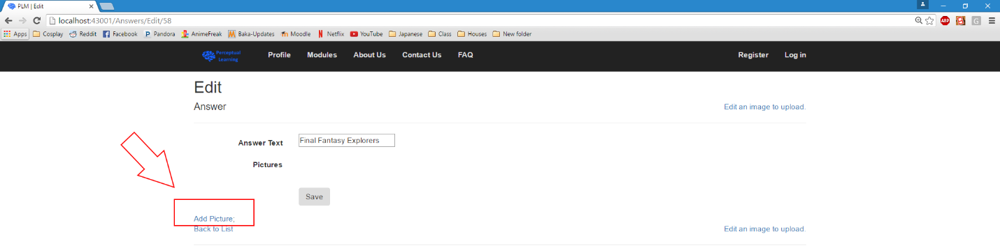 PLM | Edit
localhost:43001/Answers/Edit/58
Apps Cosplay Reddit Facebook Pandora AnimeFreak Baka-Updates Moodle Netflix YouTube Japanese Class Houses New folder
ABP G
Perceptual
Learning
Profile Modules About Us Contact Us FAQ Register Log in
Edit
Answer Edit an image to upload.
Answer Text Final Fantasy Explorers
Pictures
Save
Add Picture;
Back to List Edit an image to upload.